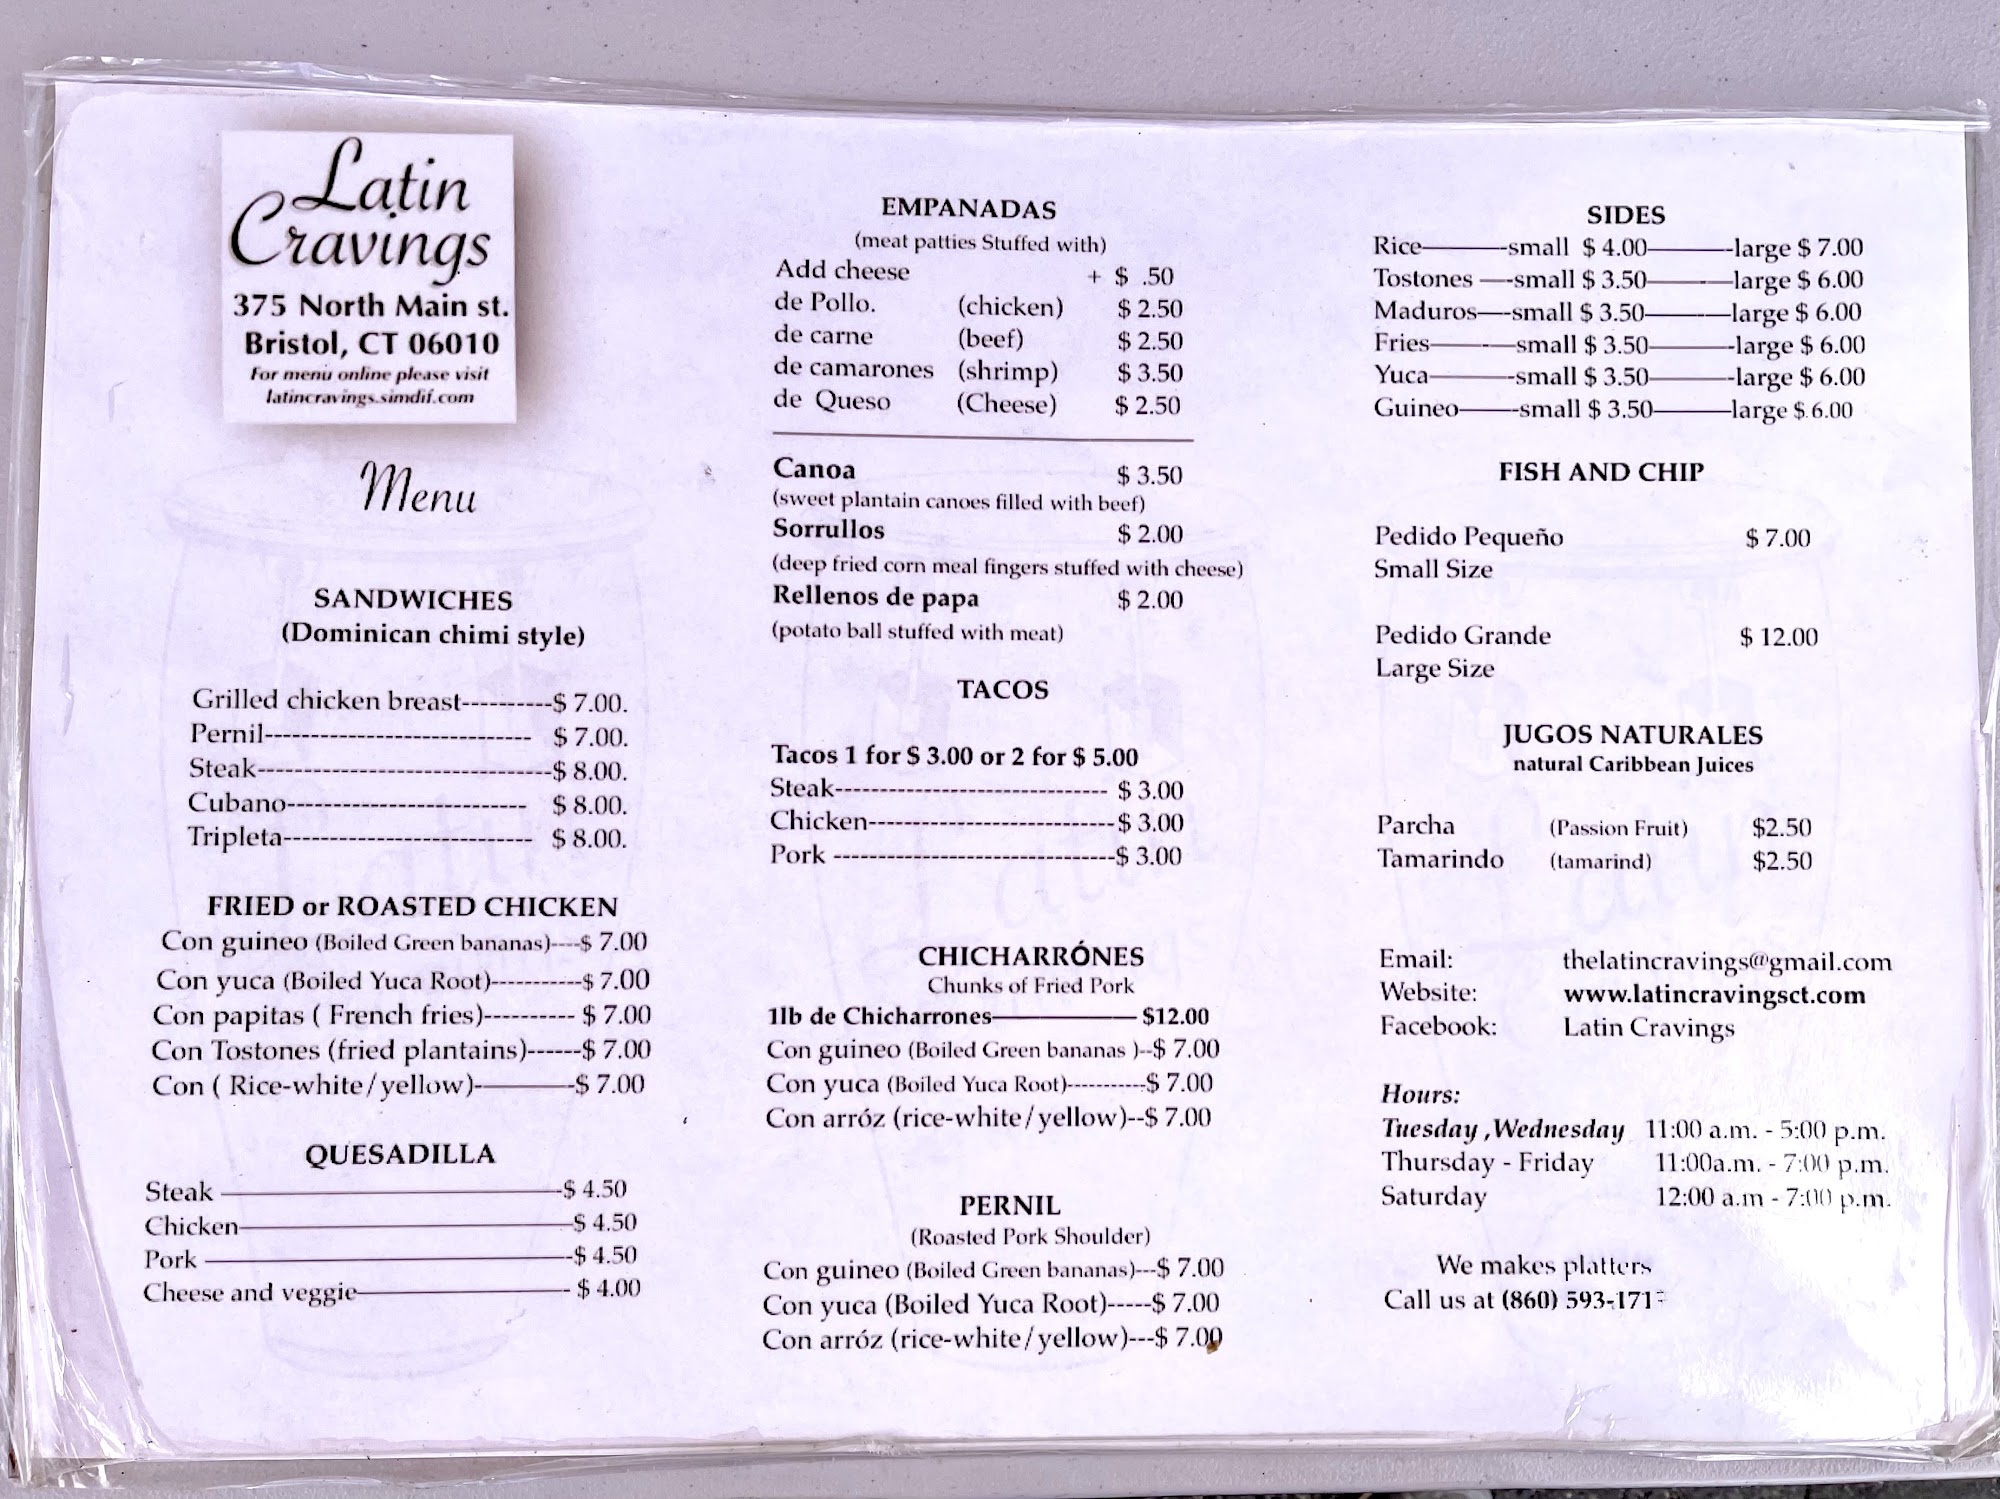 Latin
Cravings
375 North Main st.
Bristol, CT 06010
For menu online please visit
latincravings.simdif.com
Menu
SANDWICHES
(Dominican chimi style)
Grilled chicken breast----------$ 7.00.
Pernil----------------------------- $ 7.00.
Steak--------------------------------$ 8.00.
Cubano-------------------------- $ 8.00.
Tripleta--------------------------- $ 8.00.
FRIED or ROASTED CHICKEN
Con guineo (Boiled Green bananas)----$ 7.00
Con yuca (Boiled Yuca Root)-----------$ 7.00
Con papitas ( French fries)---------- $ 7.00
Con Tostones (fried plantains)------$ 7.00
Con ( Rice-white/yellow)-————-$ 7.00
QUESADILLA
Steak ————————————-$ 4.50
Chicken-————————————-$ 4.50
Pork ————————————--$ 4.50
Cheese and veggie————————- $ 4.00
EMPANADAS
(meat patties Stuffed with)
Add cheese + $ .50
de Pollo. (chicken) $ 2.50
de carne (beef) $ 2.50
de camarones (shrimp) $ 3.50
de Queso (Cheese) $ 2.50
Canoa $ 3.50
(sweet plantain canoes filled with beef)
Sorrullos $ 2.00
(deep fried corn meal fingers stuffed with cheese)
Rellenos de papa $ 2.00
(potato ball stuffed with meat)
TACOS
Tacos 1 for $ 3.00 or 2 for $ 5.00
Steak------------------------------ $ 3.00
Chicken---------------------------$ 3.00
Pork -------------------------------$ 3.00
CHICHARRÓNES
Chunks of Fried Pork
1lb de Chicharrones—————— $12.00
Con guineo (Boiled Green bananas )--$ 7.00
Con yuca (Boiled Yuca Root)-----------$ 7.00
Con arróz (rice-white/yellow)--$ 7.00
PERNIL
(Roasted Pork Shoulder)
Con guineo (Boiled Green bananas)---$ 7.00
Con yuca (Boiled Yuca Root)-----$ 7.00
Con arróz (rice-white/yellow)---$ 7.00
SIDES
Rice————-small $ 4.00————-large $ 7.00
Tostones —-small $ 3.50————large $ 6.00
Maduros—-small $ 3.50————large $ 6.00
Fries————small $ 3.50————-large $ 6.00
Yuca————-small $ 3.50————-large $ 6.00
Guineo——-small $ 3.50————large $ 6.00
FISH AND CHIP
Pedido Pequeño $ 7.00
Small Size
Pedido Grande $ 12.00
Large Size
JUGOS NATURALES
natural Caribbean Juices
Parcha (Passion Fruit) $2.50
Tamarindo (tamarind) $2.50
Email: thelatincravings@gmail.com
Website: www.latincravingsct.com
Facebook: Latin Cravings
Hours:
Tuesday ,Wednesday 11:00 a.m. - 5:00 p.m.
Thursday - Friday 11:00a.m. - 7:00 p.m.
Saturday 12:00 a.m - 7:00 p.m.
We makes platters
Call us at (860)